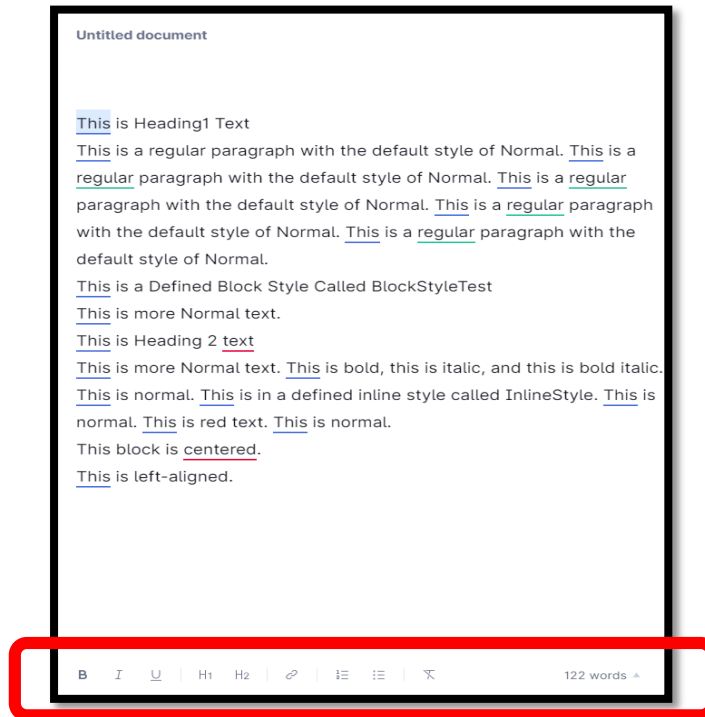 Untitled document
This is Heading1 Text
This is a regular paragraph with the default style of Normal. This is a
regular paragraph with the default style of Normal. This is a regular
paragraph with the default style of Normal. This is a regular paragraph
with the default style of Normal. This is a regular paragraph with the
default style of Normal.
This is a Defined Block Style Called BlockStyleTest
This is more Normal text.
This is Heading 2 text
This is more Normal text. This is bold, this is italic, and this is bold italic.
This is normal. This is in a defined inline style called InlineStyle. This is
normal. This is red text. This is normal.
This block is centered.
This is left-aligned.
B I U H1 H2 122 words